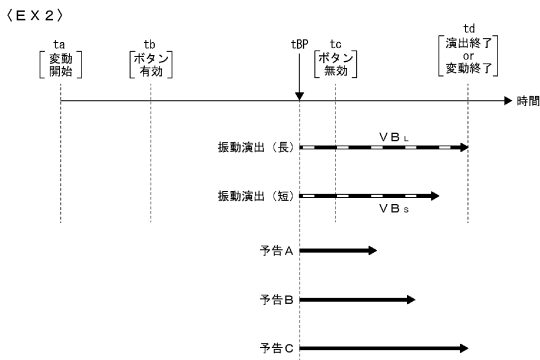 〈ＥＸ２〉
ta
変動
開始
tb
ボタン
有効
tBP
tc
ボタン
無効
td
演出終了
or
変動終了
時間
振動演出（長）
ＶＢL
振動演出（短）
ＶＢS
予告Ａ
予告Ｂ
予告Ｃ